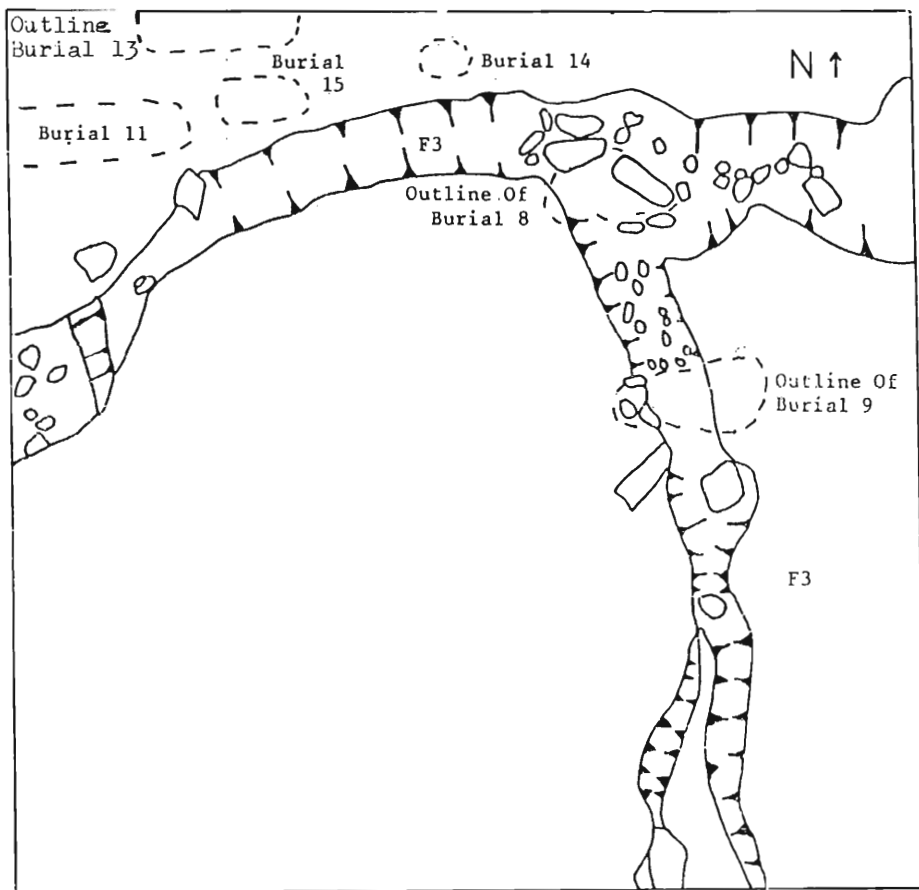 Outline
Burial 13
Burial
15
Burial 14
N ↑
Burial 11
F3
Outline Of
Burial 8
Outline Of
Burial 9
F3